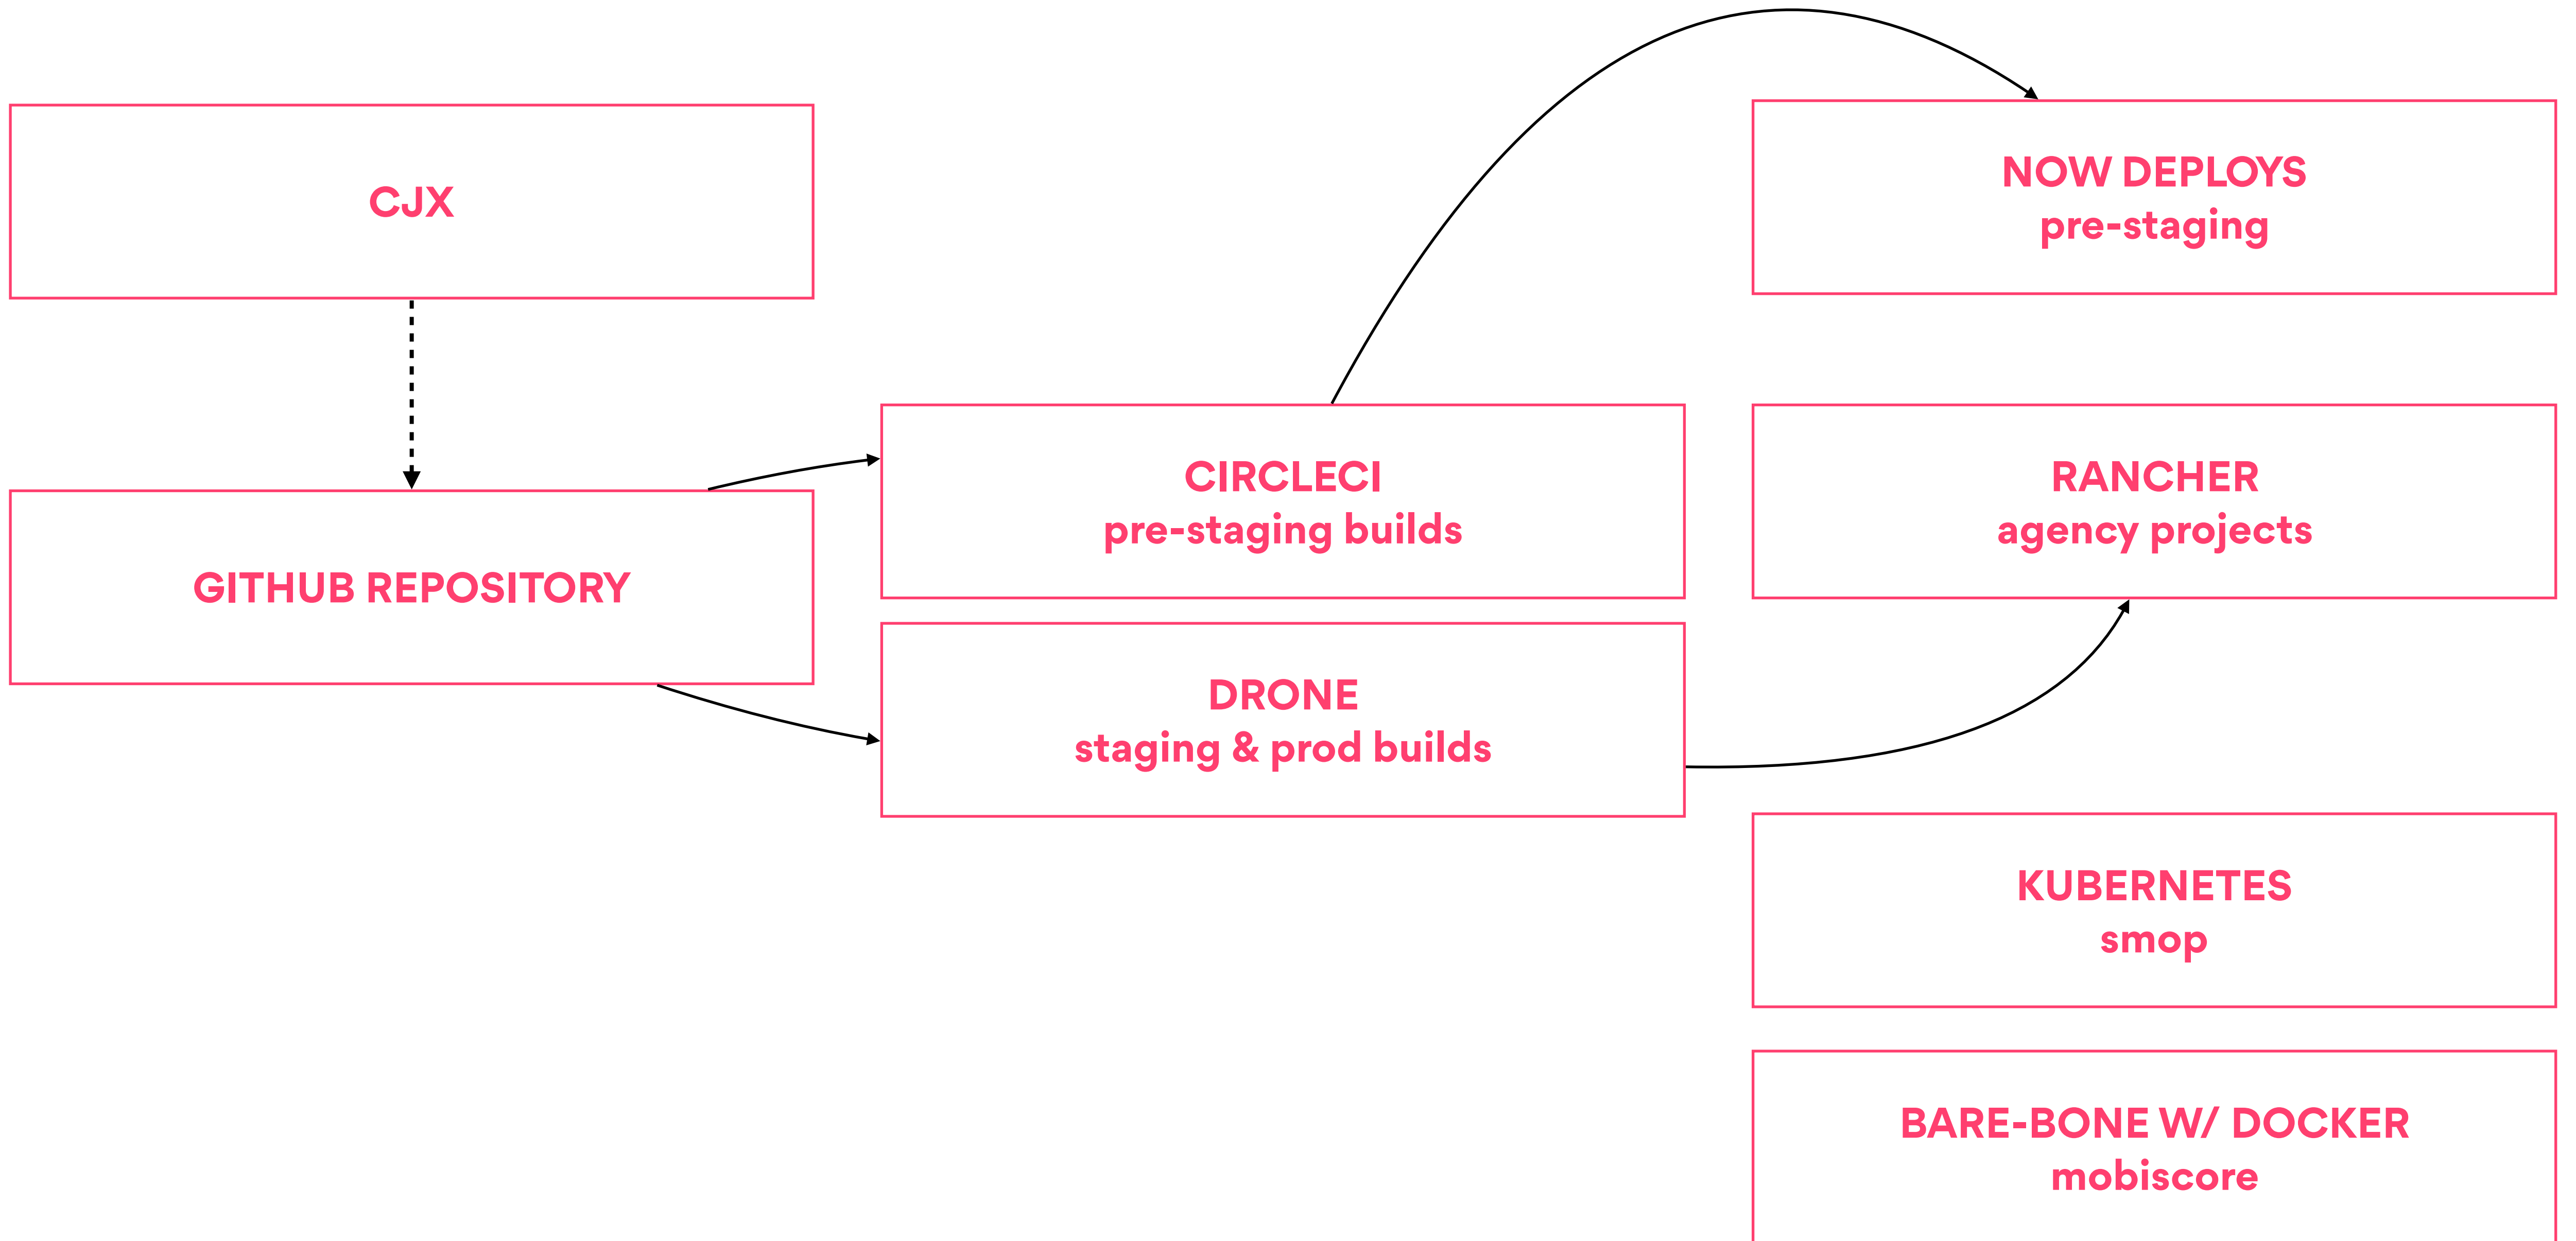 CJX
GITHUB REPOSITORY
CIRCLECI
pre-staging builds
DRONE
staging & prod builds
NOW DEPLOYS
pre-staging
RANCHER
agency projects
KUBERNETES
smop
BARE-BONE W/ DOCKER
mobiscore